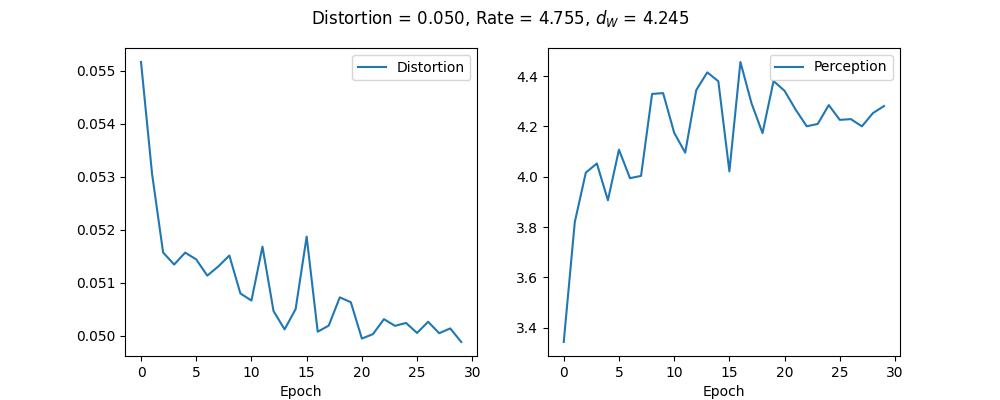 Distortion = 0.050, Rate = 4.755, d_W = 4.245
Distortion
0.055
0.054
0.053
0.052
0.051
0.050
0 5 10 15 20 25 30
Epoch
Perception
4.4
4.2
4.0
3.8
3.6
3.4
0 5 10 15 20 25 30
Epoch